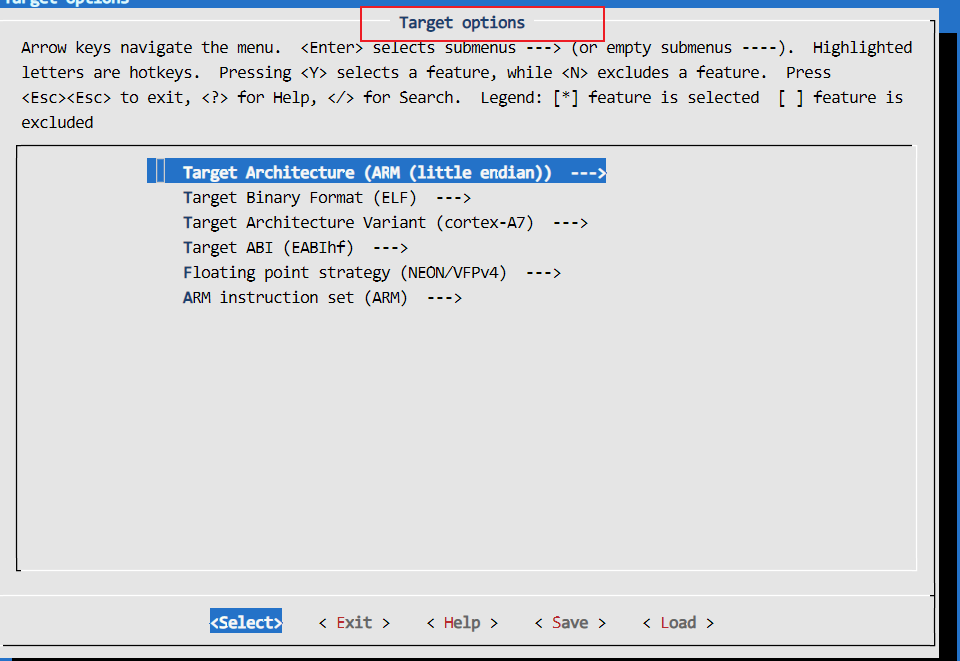 Target options
Target options
Arrow keys navigate the menu.  <Enter> selects submenus ---> (or empty submenus ----).  Highlighted
letters are hotkeys.  Pressing <Y> selects a feature, while <N> excludes a feature.  Press
<Esc><Esc> to exit, <?> for Help, </> for Search.  Legend: [*] feature is selected  [ ] feature is
excluded
Target Architecture (ARM (little endian))  --->
Target Binary Format (ELF)  --->
Target Architecture Variant (cortex-A7)  --->
Target ABI (EABIhf)  --->
Floating point strategy (NEON/VFPv4)  --->
ARM instruction set (ARM)  --->
<Select>    < Exit >    < Help >    < Save >    < Load >